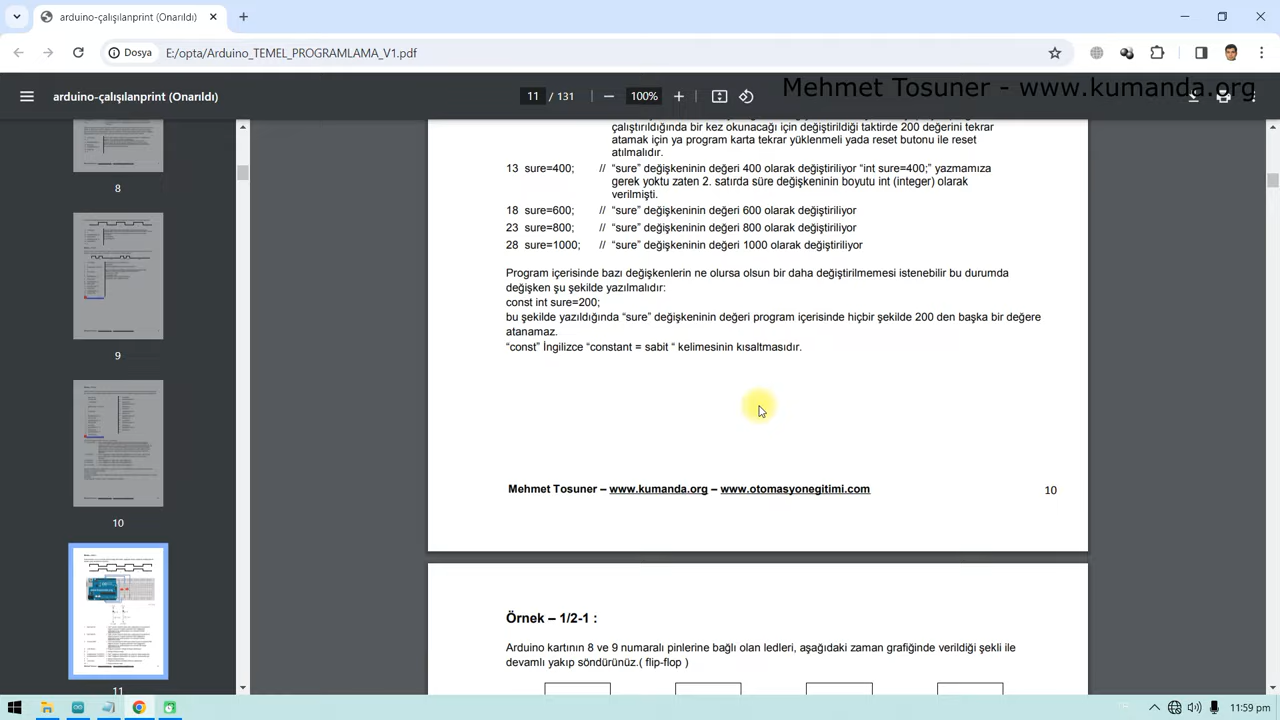 arduino-çalışılanprint (Onarıldı)
Dosya
E:/opta/Arduino_TEMEL_PROGRAMLAMA_V1.pdf
arduino-çalışılanprint (Onarıldı)
11 / 131
100%
Mehmet Tosuner - www.kumanda.org
8
9
10
11
çalıştırıldığında bir kez okunacağı için değiştirildiği taktirde 200 değerini tekrar
atamak için ya program karta tekrar yüklenmeli yada reset butonu ile reset
atılmalıdır.
13 sure=400; // “sure” değişkeninin değeri 400 olarak değiştiriliyor “int sure=400;” yazmamıza
gerek yoktu zaten 2. satırda süre değişkeninin boyutu int (integer) olarak
verilmişti.
18 sure=600; // “sure” değişkeninin değeri 600 olarak değiştiriliyor
23 sure=800; // “sure” değişkeninin değeri 800 olarak değiştiriliyor
28 sure=1000; // “sure” değişkeninin değeri 1000 olarak değiştiriliyor
Program içerisinde bazı değişkenlerin ne olursa olsun bir daha değiştirilmemesi istenebilir bu durumda
değişken şu şekilde yazılmalıdır:
const int sure=200;
bu şekilde yazıldığında “sure” değişkeninin değeri program içerisinde hiçbir şekilde 200 den başka bir değere
atanamaz.
“const” İngilizce “constant = sabit “ kelimesinin kısaltmasıdır.
Mehmet Tosuner – www.kumanda.org – www.otomasyonegitimi.com
10
Örnek – 1/2-1 :
Arduino kartının 8 ve 9 numaralı pinlerine bağlı olan ledleri, aşağıdaki zaman grafiğinde verildiği şekli ile
devamlı yakıp söndürünüz.( flip-flop )
11:59 pm